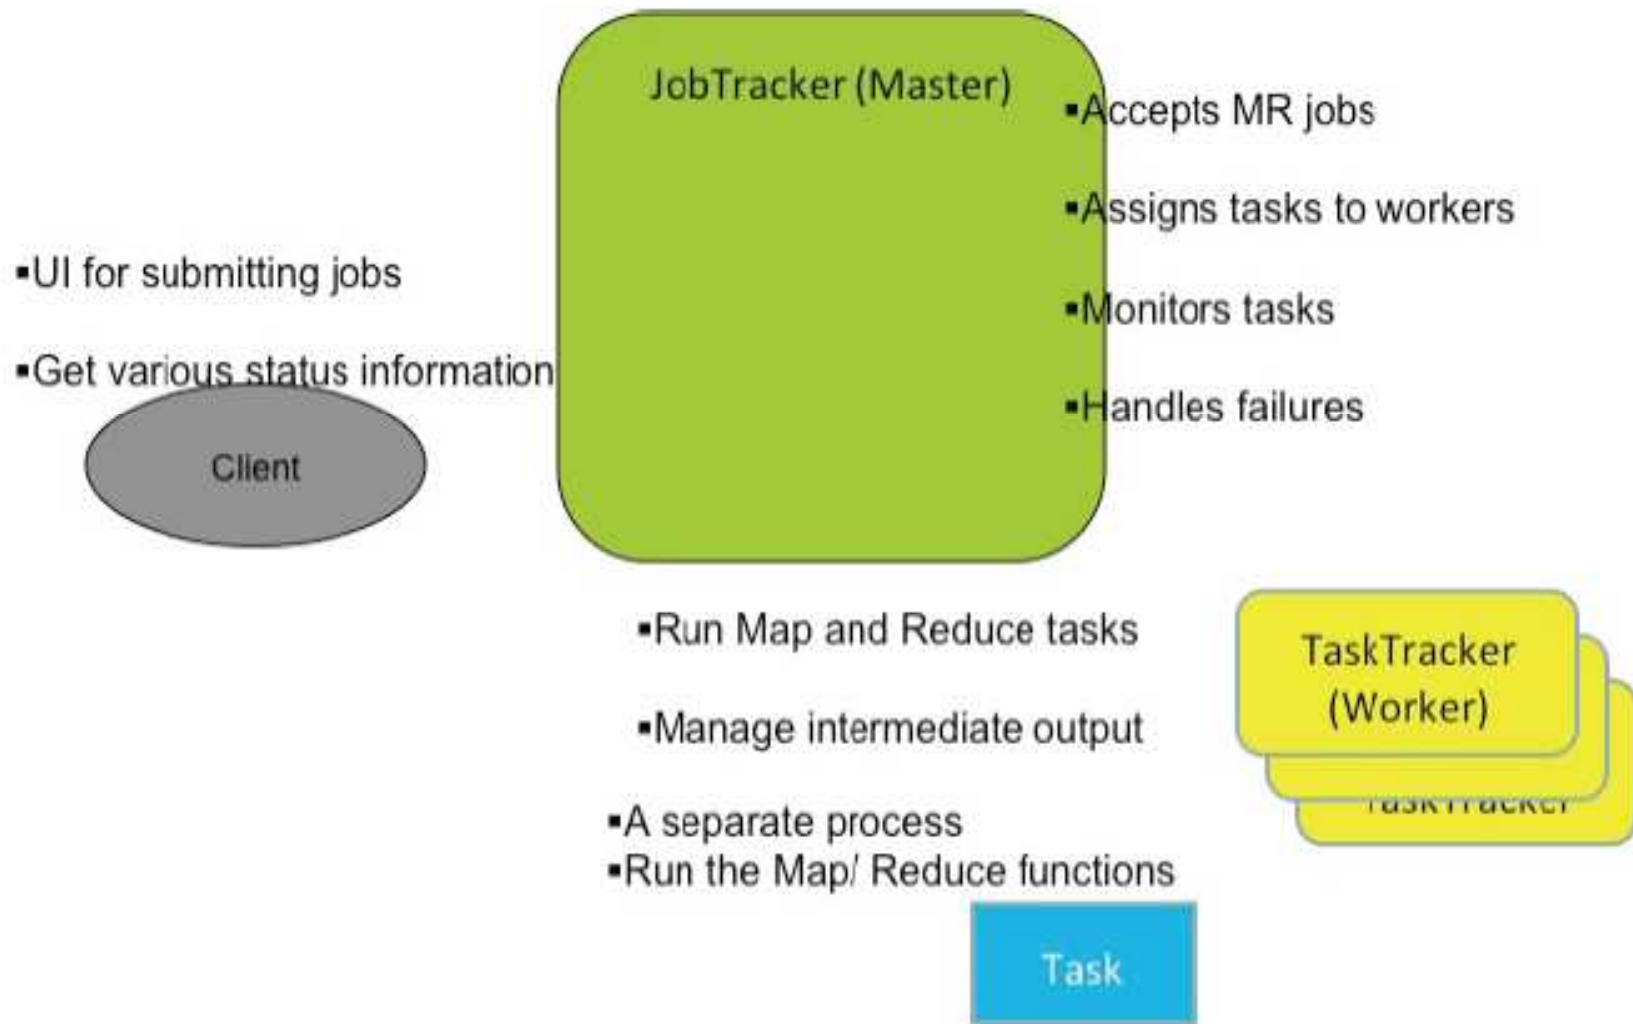 JobTracker (Master)
▪Accepts MR jobs
▪Assigns tasks to workers
▪UI for submitting jobs
▪Monitors tasks
▪Get various status information
▪Handles failures
Client
▪Run Map and Reduce tasks
TaskTracker
(Worker)
▪Manage intermediate output
TaskTracker
▪A separate process
▪Run the Map/ Reduce functions
Task